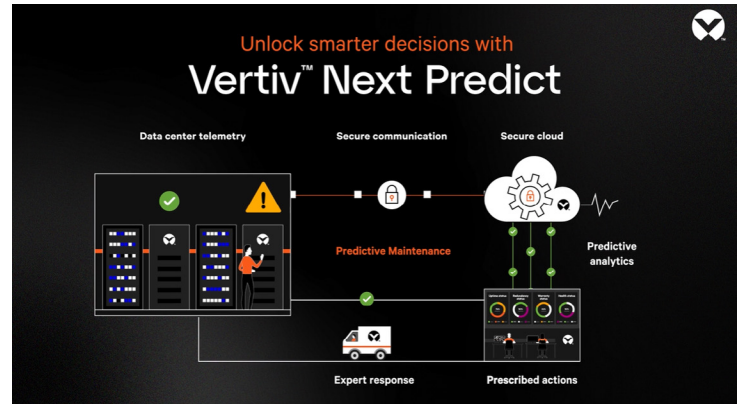 Unlock smarter decisions with
Vertiv™ Next Predict
Data center telemetry
Secure communication
Secure cloud
Predictive Maintenance
Predictive
analytics
Expert response
Prescribed actions